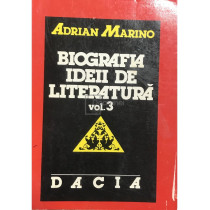 ADRIAN MARINO
BIOGRAFIA
IDEII DE
LITERATURĂ
vol.3
DACIA